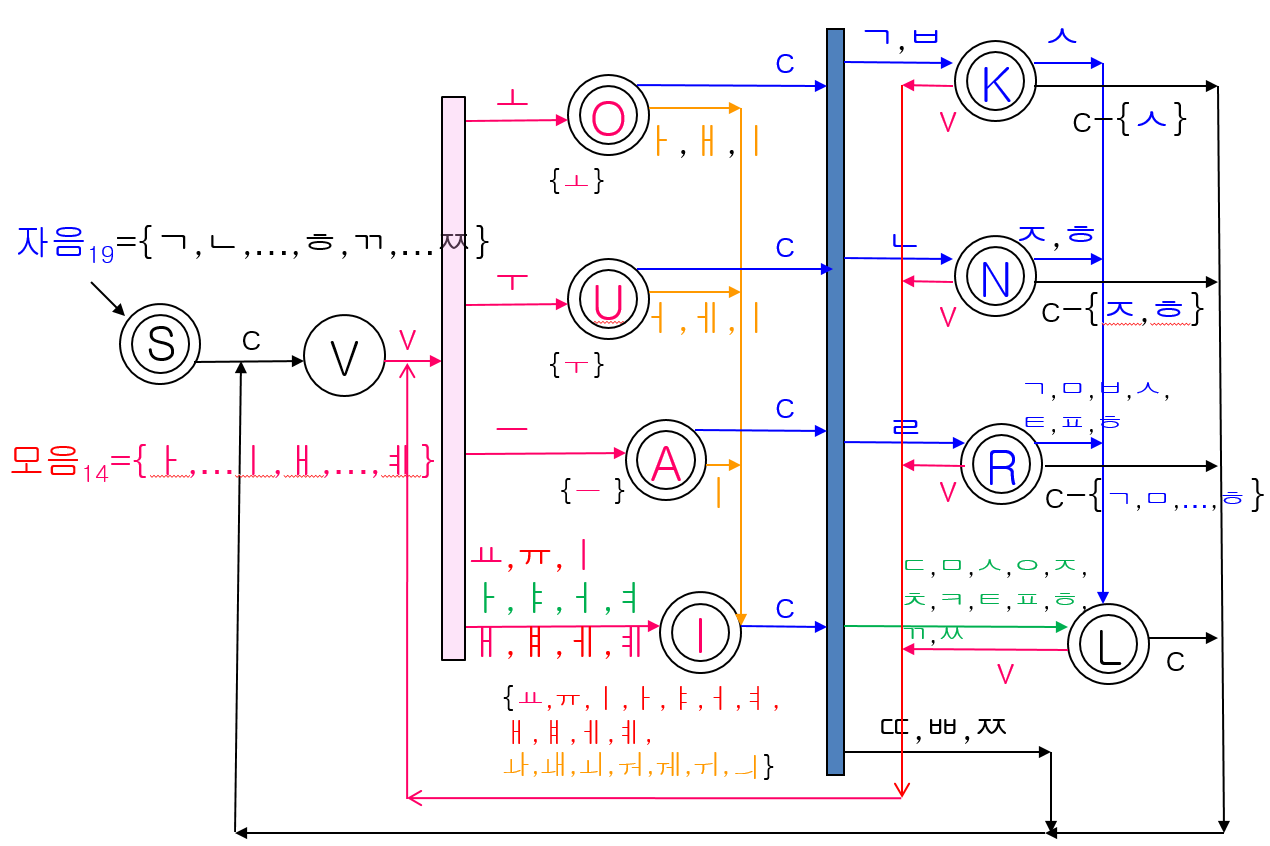 ㄱ,ㅂ
ㅅ
C
K
ㅗ
O
V
C-{ㅅ}
ㅏ,ㅐ,ㅣ
{ㅗ}
자음19={ㄱ,ㄴ,...,ㅎ,ㄲ,...ㅉ}
C
ㄴ
ㅈ,ㅎ
ㅜ
U
N
ㅓ,ㅔ,ㅣ
V
C-{ㅈ,ㅎ}
S
C
V
V
{ㅜ}
C
ㄱ,ㅁ,ㅂ,ㅅ,
ㅌ,ㅍ,ㅎ
ㅡ
ㄹ
A
R
모음14={ㅏ,...ㅣ,ㅐ,...,ㅖ}
{ㅡ }
ㅣ
V
C-{ㄱ,ㅁ,...,ㅎ}
ㅛ,ㅠ,ㅣ
ㅏ,ㅑ,ㅓ,ㅕ
ㅐ,ㅒ,ㅔ,ㅖ
I
C
ㄷ,ㅁ,ㅅ,ㅇ,ㅈ,
ㅊ,ㅋ,ㅌ,ㅍ,ㅎ,
ㄲ,ㅆ
L
V
C
{ㅛ,ㅠ,ㅣ,ㅏ,ㅑ,ㅓ,ㅕ,
ㅐ,ㅒ,ㅔ,ㅖ,
ㅘ,ㅙ,ㅚ,ㅝ,ㅞ,ㅟ,ㅢ}
ㄸ,ㅃ,ㅉ